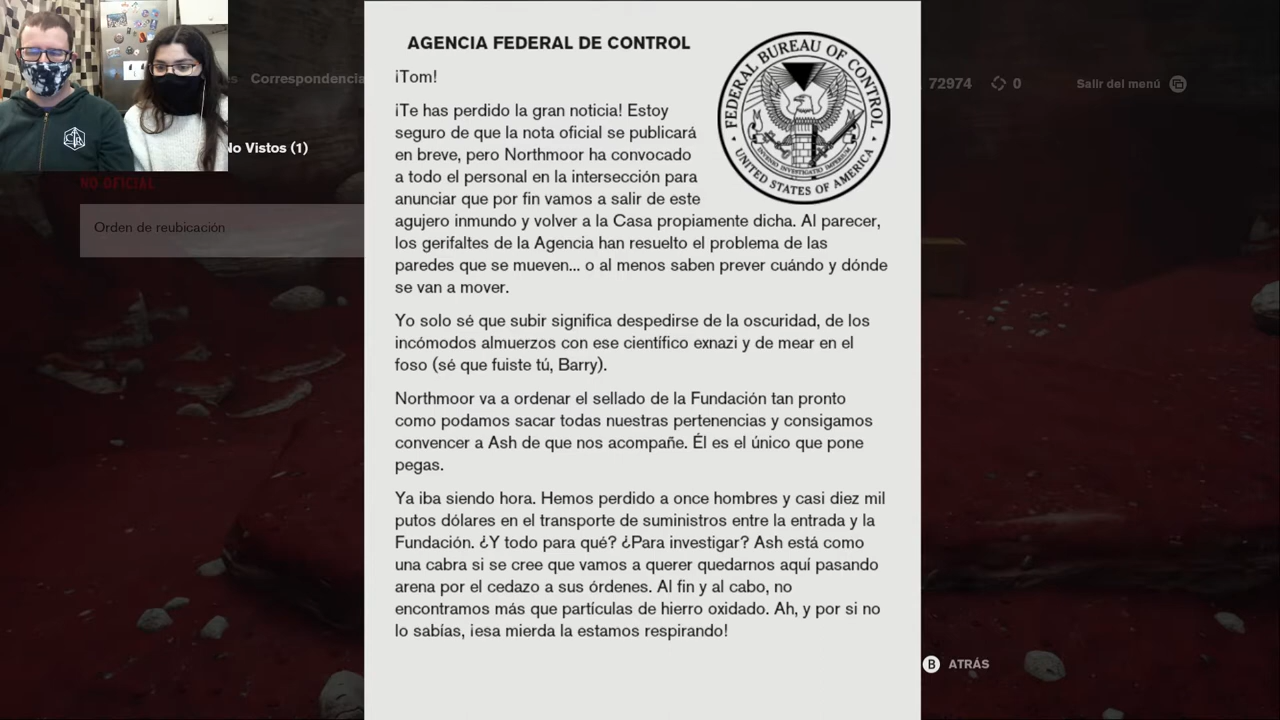 Correspondencia
No Vistos (1)
NO OFICIAL
Orden de reubicación
AGENCIA FEDERAL DE CONTROL
FEDERAL BUREAU OF CONTROL
UNITED STATES OF AMERICA
¡Tom!
¡Te has perdido la gran noticia! Estoy
seguro de que la nota oficial se publicará
en breve, pero Northmoor ha convocado
a todo el personal en la intersección para
anunciar que por fin vamos a salir de este
agujero inmundo y volver a la Casa propiamente dicha. Al parecer,
los gerifaltes de la Agencia han resuelto el problema de las
paredes que se mueven... o al menos saben prever cuándo y dónde
se van a mover.
Yo solo sé que subir significa despedirse de la oscuridad, de los
incómodos almuerzos con ese científico exnazi y de mear en el
foso (sé que fuiste tú, Barry).
Northmoor va a ordenar el sellado de la Fundación tan pronto
como podamos sacar todas nuestras pertenencias y consigamos
convencer a Ash de que nos acompañe. Él es el único que pone
pegas.
Ya iba siendo hora. Hemos perdido a once hombres y casi diez mil
putos dólares en el transporte de suministros entre la entrada y la
Fundación. ¿Y todo para qué? ¿Para investigar? Ash está como
una cabra si se cree que vamos a querer quedarnos aquí pasando
arena por el cedazo a sus órdenes. Al fin y al cabo, no
encontramos más que partículas de hierro oxidado. Ah, y por si no
lo sabías, ¡esa mierda la estamos respirando!
72974
0
Salir del menú
B ATRÁS